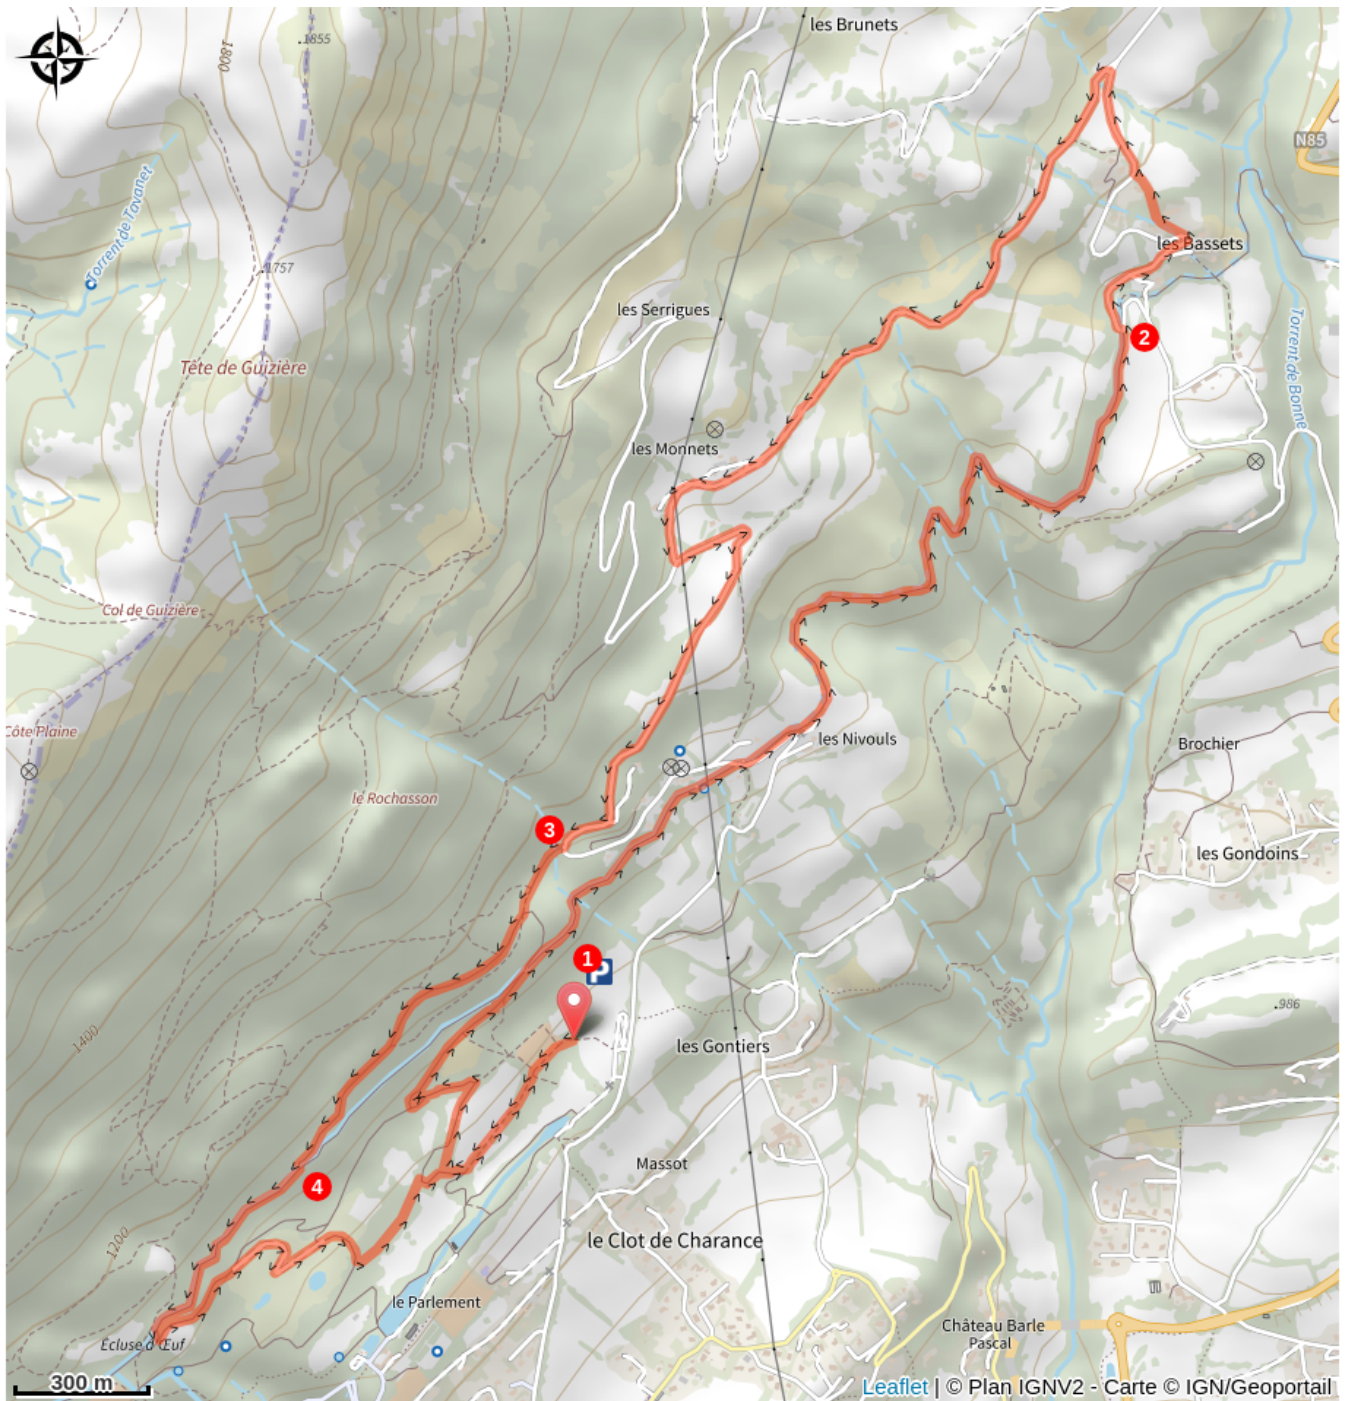 les Brunets
1855
1800
N85
Torrent de Tavanet
les Bassets
1757
les Serrigues
2
Tête de Guizière
Torrent de Bonne
les Monnets
Col de Guizière
Côte Plaine
les Nivouls
Brochier
le Rochasson
3
les Gondoins
1
P
986
1400
les Gontiers
Massot
4
1200
le Clot de Charance
le Parlement
Château Barle
Pascal
Écluse d'Œuf
300 m
Leaflet | © Plan IGNV2 - Carte © IGN/Geoportail